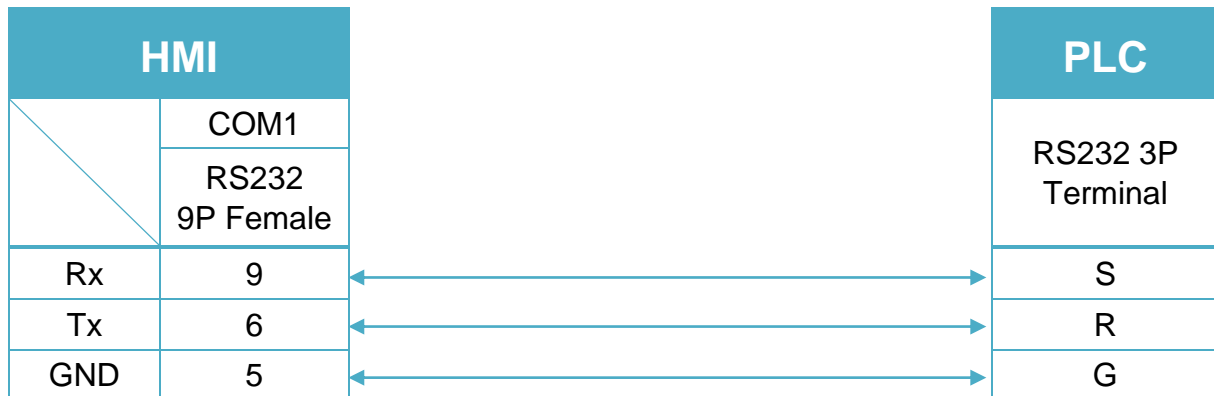 HMI
PLC
COM1
RS232
9P Female
RS232 3P
Terminal
Rx 9 S
Tx 6 R
GND 5 G